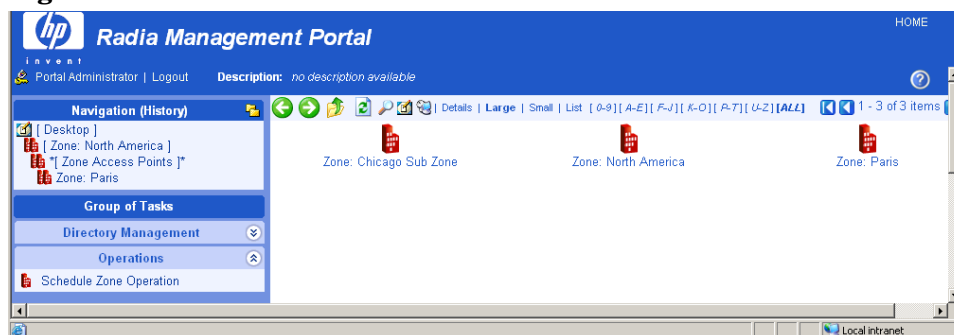 hp
Radia Management Portal
HOME
invent
Portal Administrator | Logout
Description: no description available
Navigation (History)
Details | Large | Small | List [ 0-9 ][ A-E ][ F-J ][ K-O ][ P-T ][ U-Z ][ALL]
1 - 3 of 3 items
[ Desktop ]
[ Zone: North America ]
*[ Zone Access Points ]*
Zone: Paris
Zone: Chicago Sub Zone
Zone: North America
Zone: Paris
Group of Tasks
Directory Management
Operations
Schedule Zone Operation
Local intranet